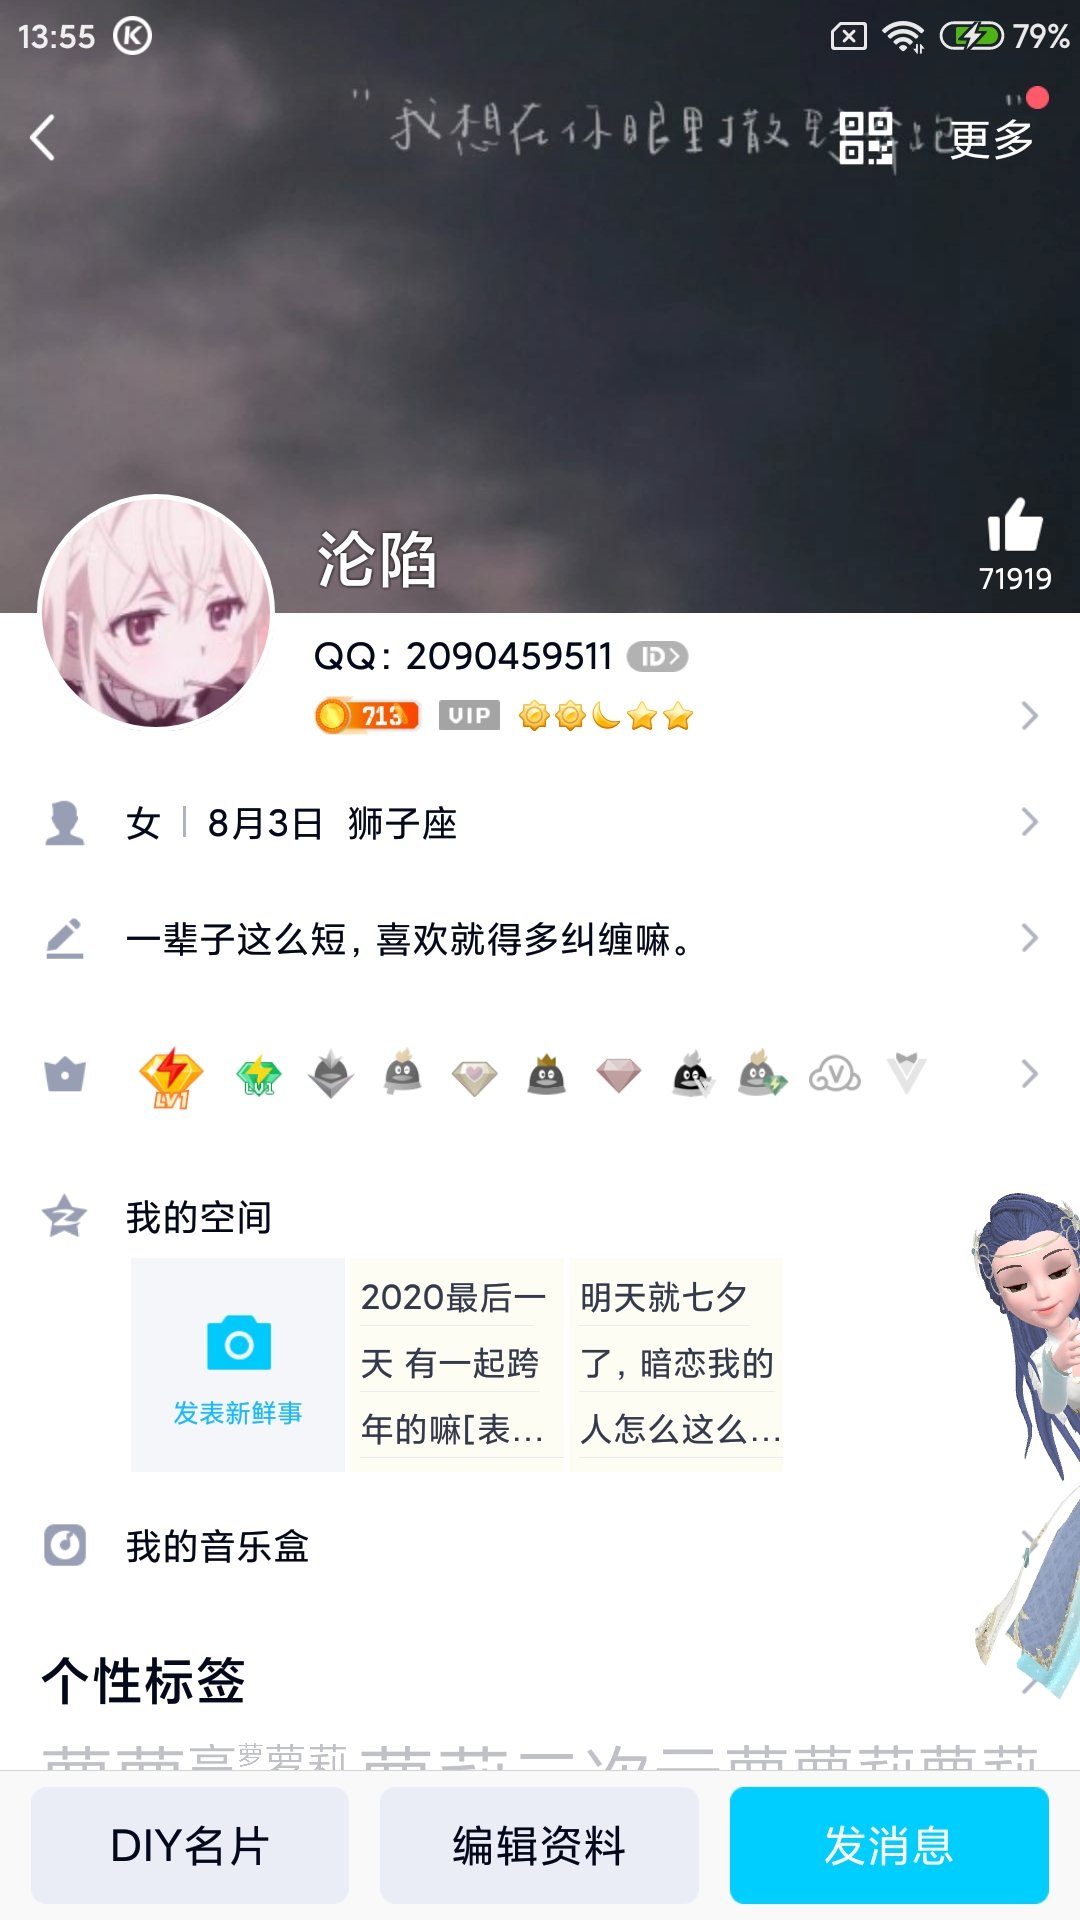 13:55
K
79%
"我想在你眼里撒野奔跑"
更多
沦陷
71919
QQ：2090459511
ID
713
VIP
女
8月3日 狮子座
一辈子这么短，喜欢就得多纠缠嘛。
LV1
LV1
我的空间
发表新鲜事
2020最后一
天 有一起跨
年的嘛[表...
明天就七夕
了，暗恋我的
人怎么这么...
我的音乐盒
个性标签
DIY名片
编辑资料
发消息